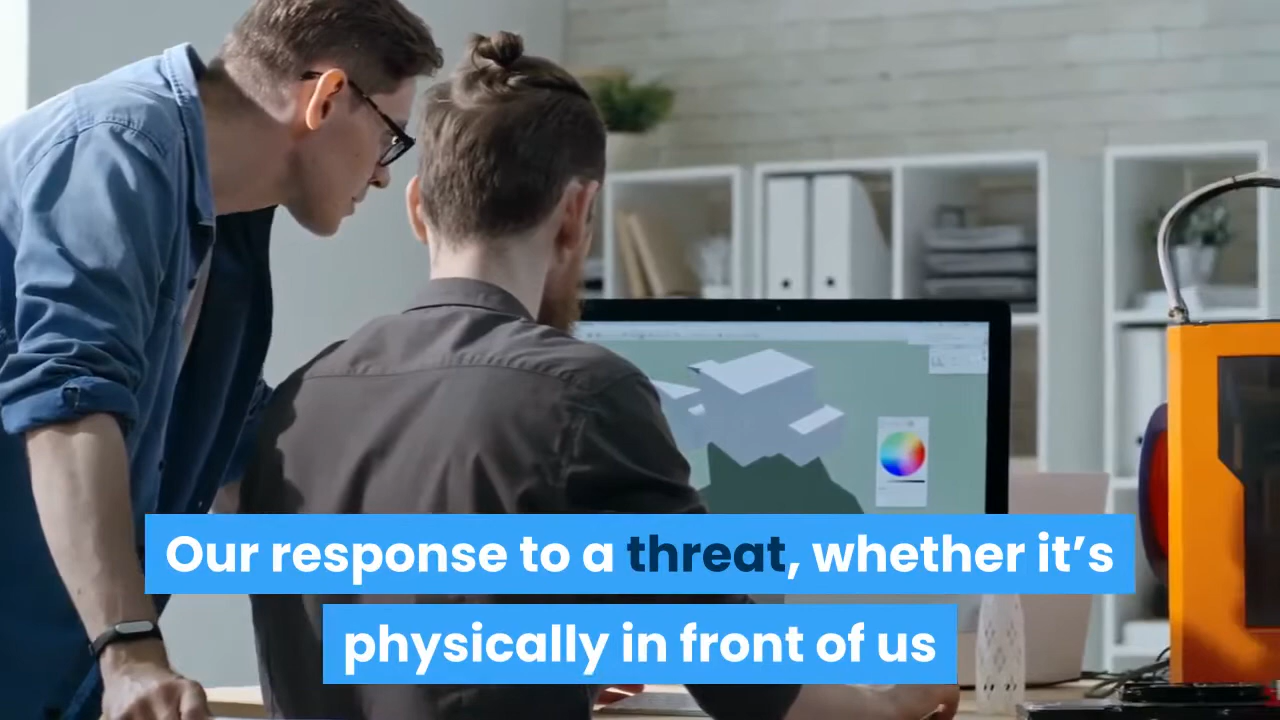 Our response to a threat, whether it’s
physically in front of us